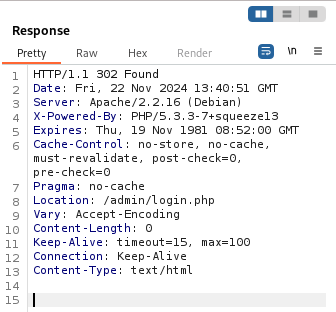 Response
Pretty Raw Hex Render \n
1 HTTP/1.1 302 Found
2 Date: Fri, 22 Nov 2024 13:40:51 GMT
3 Server: Apache/2.2.16 (Debian)
4 X-Powered-By: PHP/5.3.3-7+squeeze13
5 Expires: Thu, 19 Nov 1981 08:52:00 GMT
6 Cache-Control: no-store, no-cache,
must-revalidate, post-check=0,
pre-check=0
7 Pragma: no-cache
8 Location: /admin/login.php
9 Vary: Accept-Encoding
10 Content-Length: 0
11 Keep-Alive: timeout=15, max=100
12 Connection: Keep-Alive
13 Content-Type: text/html
14
15